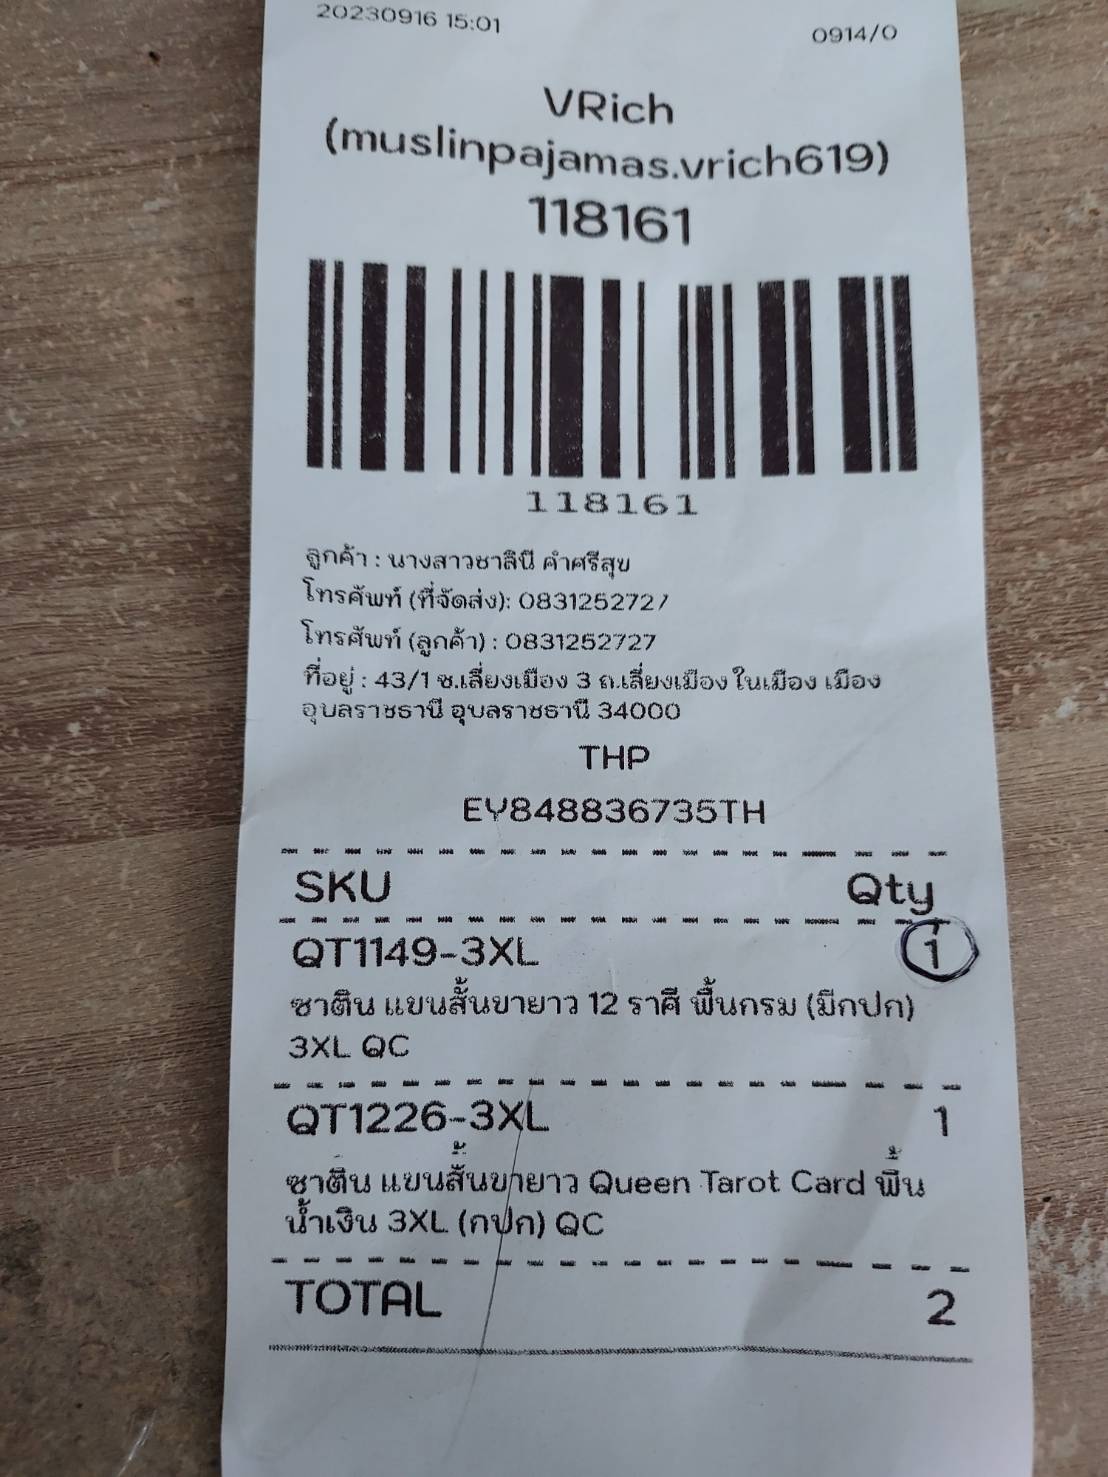 20230916 15:01
0914/0
VRich
(muslinpajamas.vrich619)
118161
118161
ลูกค้า : นางสาวชาลินี คำศรีสุข
โทรศัพท์ (ที่จัดส่ง): 0831252727
โทรศัพท์ (ลูกค้า) : 0831252727
ที่อยู่ : 43/1 ซ.เลี่ยงเมือง 3 ถ.เลี่ยงเมือง ในเมือง เมือง
อุบลราชธานี อุบลราชธานี 34000
THP
EY848836735TH
SKU Qty
QT1149-3XL 1
ซาติน แขนสั้นขายาว 12 ราศี พื้นกรม (มีกปก)
3XL QC
QT1226-3XL 1
ซาติน แขนสั้นขายาว Queen Tarot Card พื้น
น้ำเงิน 3XL (กปก) QC
TOTAL 2